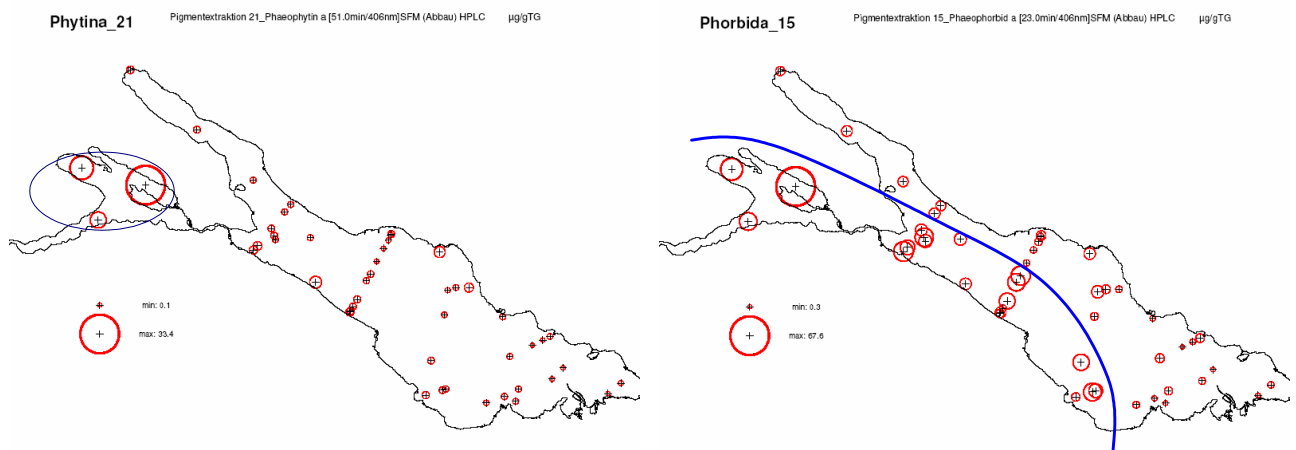 Phytina_21
Pigmentextraktion 21_Phaeophytin a [51.0min/406nm]SFM (Abbau) HPLC µg/gTG
min: 0.1
max: 33.4
Phorbida_15
Pigmentextraktion 15_Phaeophorbid a [23.0min/406nm]SFM (Abbau) HPLC µg/gTG
min: 0.3
max: 67.6